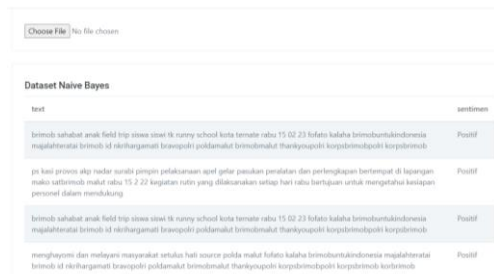 Choose File No file chosen
Dataset Naive Bayes
text sentimen
brimob sahabat anak field trip siswa siswi tk runny school kota ternate rabu 15 02 23 fofato kalaha brimobuntukindonesia Positif
majalahteratai brimob id nkrihargamati bravopolri poldamalut brimobmalut thankyoupolri korpsbrimobpolri korpsbrimob
ps kasi provos akp nadar surabi pimpin pelaksanaan apel gelar pasukan peralatan dan perlengkapan bertempat di lapangan Positif
mako satbrimob malut rabu 15 2 22 kegiatan rutin yang dilaksanakan setiap hari rabu bertujuan untuk mengetahui kesiapan
personel dalam mendukung
brimob sahabat anak field trip siswa siswi tk runny school kota ternate rabu 15 02 23 fofato kalaha brimobuntukindonesia Positif
majalahteratai brimob id nkrihargamati bravopolri poldamalut brimobmalut thankyoupolri korpsbrimobpolri korpsbrimob
menghayomi dan melayani masyarakat setulus hati source polda malut fofato kalaha brimobuntukindonesia majalahteratai Positif
brimob id nkrihargamati bravopolri poldamalut brimobmalut thankyoupolri korpsbrimobpolri korpsbrimob korbrimob